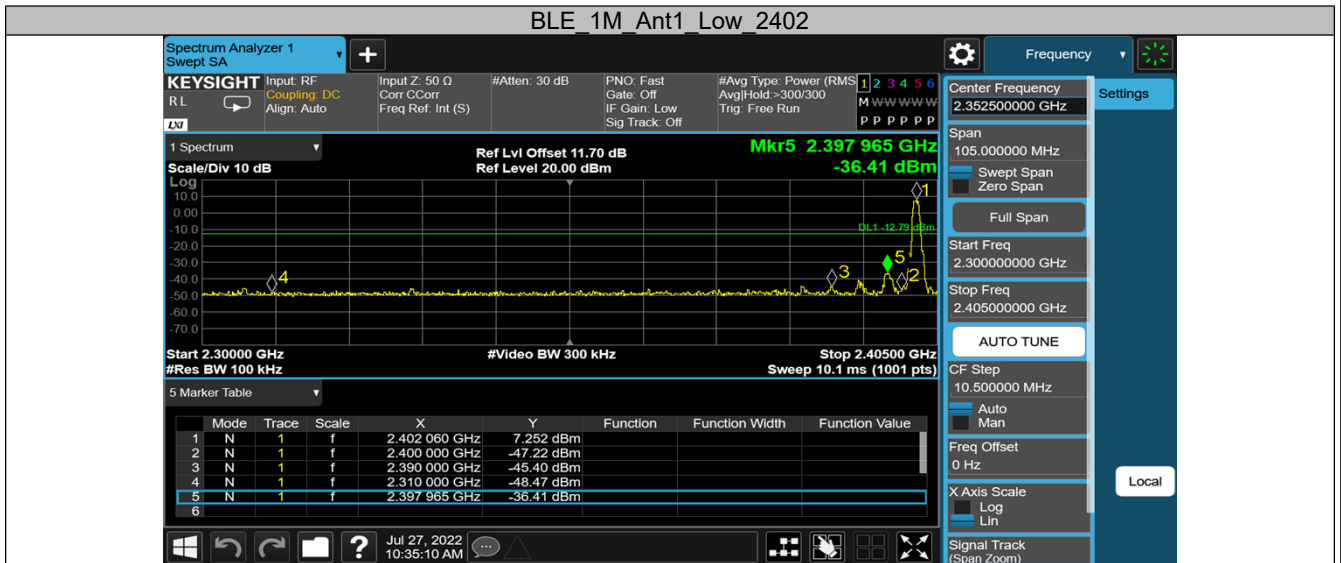 BLE_1M_Ant1_Low_2402
Spectrum Analyzer 1
Swept SA
Frequency
KEYSIGHT
R L
LXI
Input: RF
Coupling: DC
Align: Auto
Input Z: 50 Ω
Corr CCorr
Freq Ref: Int (S)
#Atten: 30 dB
PNO: Fast
Gate: Off
IF Gain: Low
Sig Track: Off
#Avg Type: Power (RMS
Avg|Hold:>300/300
Trig: Free Run
1 2 3 4 5 6
M W W W W W
P P P P P P
Center Frequency
2.352500000 GHz
Settings
Span
105.000000 MHz
Swept Span
Zero Span
Full Span
Start Freq
2.300000000 GHz
Stop Freq
2.405000000 GHz
AUTO TUNE
CF Step
10.500000 MHz
Auto
Man
Freq Offset
0 Hz
X Axis Scale
Log
Lin
Local
Signal Track
(Span Zoom)
1 Spectrum
Scale/Div 10 dB
Ref Lvl Offset 11.70 dB
Ref Level 20.00 dBm
Mkr5 2.397 965 GHz
-36.41 dBm
Log
10.0
0.00
-10.0
-20.0
-30.0
-40.0
-50.0
-60.0
-70.0
DL1 -12.79 dBm
1
5
3
2
4
Start 2.30000 GHz
#Video BW 300 kHz
Stop 2.40500 GHz
#Res BW 100 kHz
Sweep 10.1 ms (1001 pts)
5 Marker Table
Mode Trace Scale X Y Function Function Width Function Value
1 N 1 f 2.402 060 GHz 7.252 dBm
2 N 1 f 2.400 000 GHz -47.22 dBm
3 N 1 f 2.390 000 GHz -45.40 dBm
4 N 1 f 2.310 000 GHz -48.47 dBm
5 N 1 f 2.397 965 GHz -36.41 dBm
6
?
Jul 27, 2022
10:35:10 AM